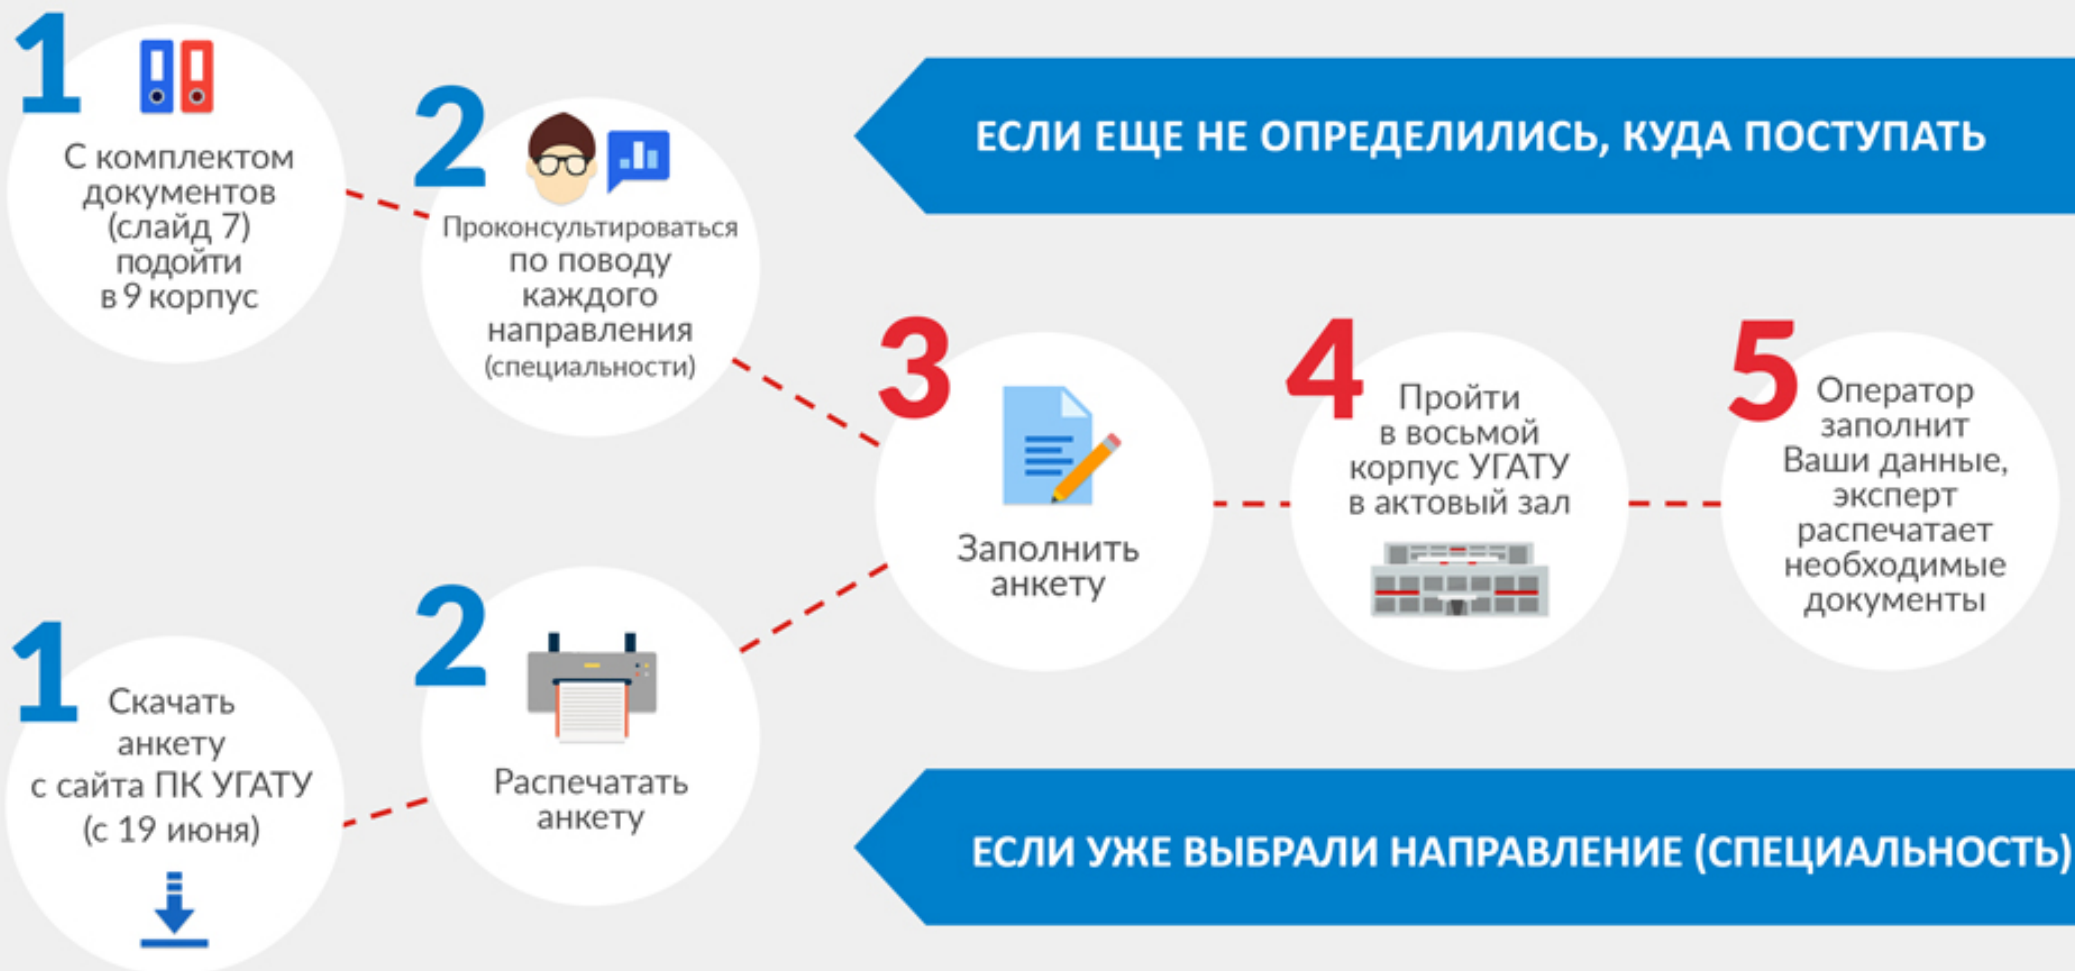 1
С комплектом
документов
(слайд 7)
подойти
в 9 корпус
2
Проконсультироваться
по поводу
каждого
направления
(специальности)
ЕСЛИ ЕЩЕ НЕ ОПРЕДЕЛИЛИСЬ, КУДА ПОСТУПАТЬ
1
Скачать
анкету
с сайта ПК УГАТУ
(с 19 июня)
2
Распечатать
анкету
3
Заполнить
анкету
4
Пройти
в восьмой
корпус УГАТУ
в актовый зал
5
Оператор
заполнит
Ваши данные,
эксперт
распечатает
необходимые
документы
ЕСЛИ УЖЕ ВЫБРАЛИ НАПРАВЛЕНИЕ (СПЕЦИАЛЬНОСТЬ)